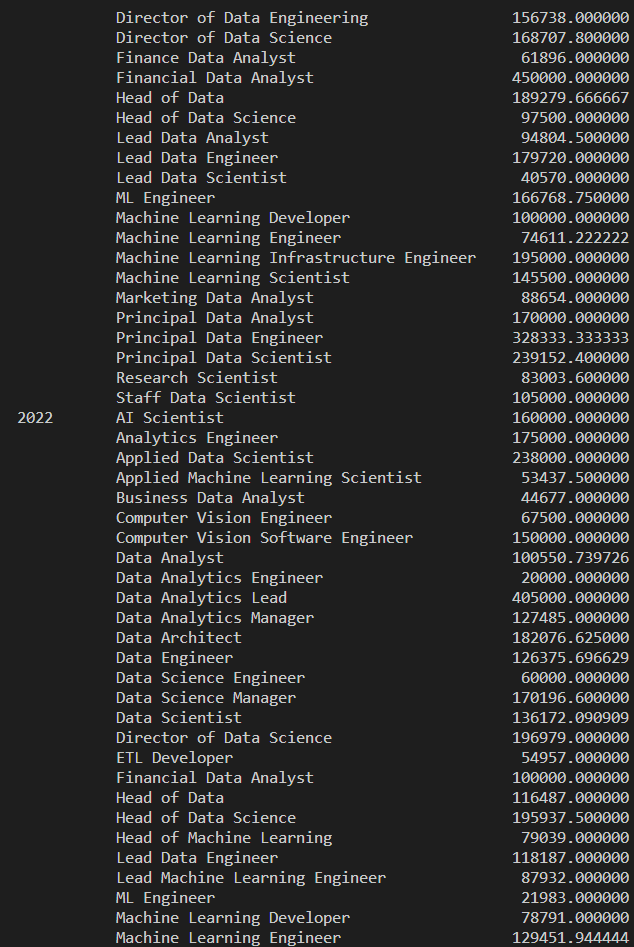 Director of Data Engineering 156738.000000
Director of Data Science 168707.800000
Finance Data Analyst 61896.000000
Financial Data Analyst 450000.000000
Head of Data 189279.666667
Head of Data Science 97500.000000
Lead Data Analyst 94804.500000
Lead Data Engineer 179720.000000
Lead Data Scientist 40570.000000
ML Engineer 166768.750000
Machine Learning Developer 100000.000000
Machine Learning Engineer 74611.222222
Machine Learning Infrastructure Engineer 195000.000000
Machine Learning Scientist 145500.000000
Marketing Data Analyst 88654.000000
Principal Data Analyst 170000.000000
Principal Data Engineer 328333.333333
Principal Data Scientist 239152.400000
Research Scientist 83003.600000
Staff Data Scientist 105000.000000
2022 AI Scientist 160000.000000
Analytics Engineer 175000.000000
Applied Data Scientist 238000.000000
Applied Machine Learning Scientist 53437.500000
Business Data Analyst 44677.000000
Computer Vision Engineer 67500.000000
Computer Vision Software Engineer 150000.000000
Data Analyst 100550.739726
Data Analytics Engineer 20000.000000
Data Analytics Lead 405000.000000
Data Analytics Manager 127485.000000
Data Architect 182076.625000
Data Engineer 126375.696629
Data Science Engineer 60000.000000
Data Science Manager 170196.600000
Data Scientist 136172.090909
Director of Data Science 196979.000000
ETL Developer 54957.000000
Financial Data Analyst 100000.000000
Head of Data 116487.000000
Head of Data Science 195937.500000
Head of Machine Learning 79039.000000
Lead Data Engineer 118187.000000
Lead Machine Learning Engineer 87932.000000
ML Engineer 21983.000000
Machine Learning Developer 78791.000000
Machine Learning Engineer 129451.944444